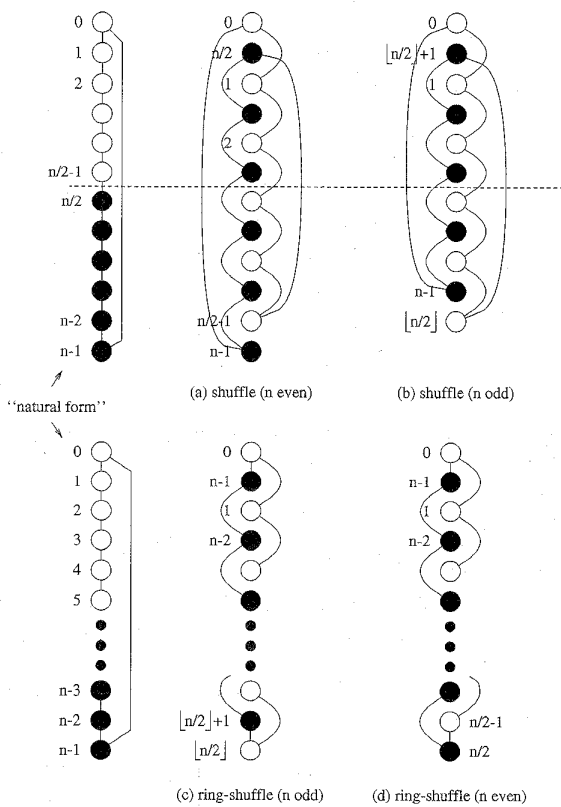 0
1
2
n/2-1
n/2
n-2
n-1
0
n/2
1
2
n/2-1
n-1
(a) shuffle (n even)
0
⌊n/2⌋+1
1
n-1
⌊n/2⌋
(b) shuffle (n odd)
"natural form"
0
1
2
3
4
5
n-3
n-2
n-1
0
n-1
1
n-2
⌊n/2⌋+1
⌊n/2⌋
(c) ring-shuffle (n odd)
0
n-1
1
n-2
n/2-1
n/2
(d) ring-shuffle (n even)